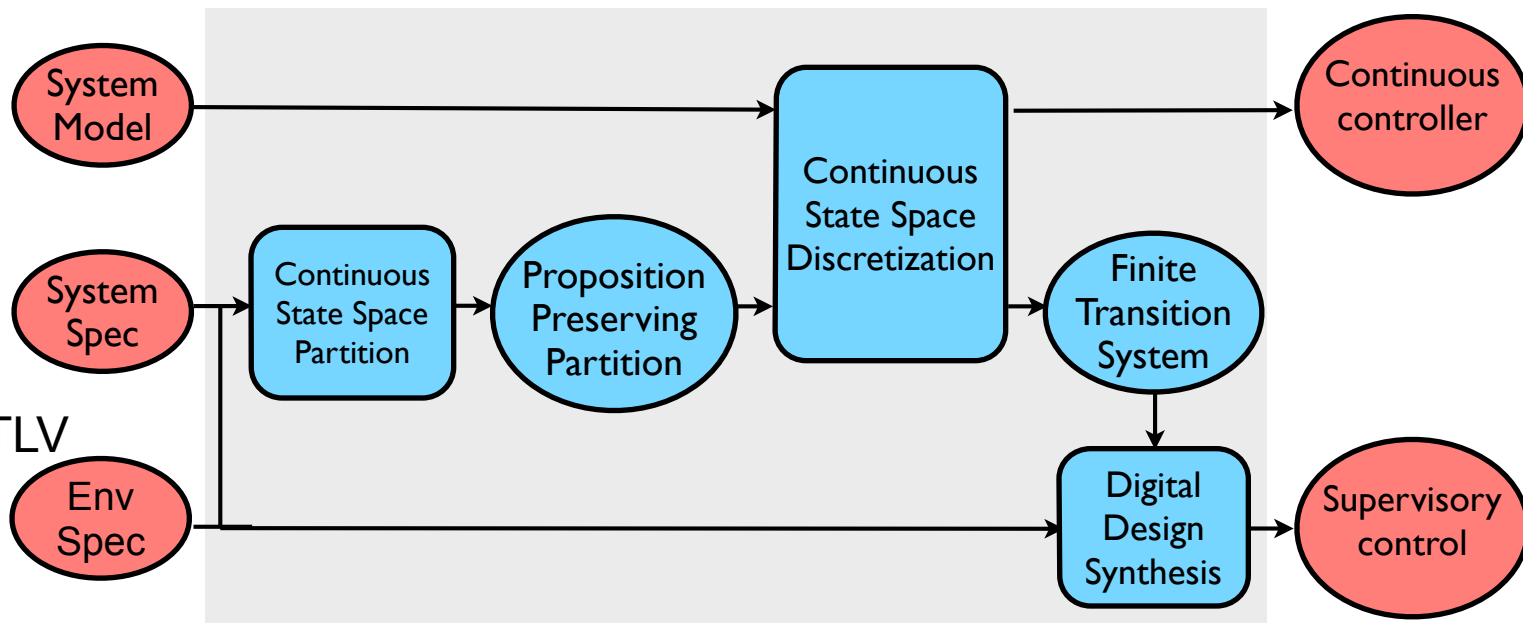 System
Model
Continuous
controller
Continuous
State Space
Discretization
System
Spec
Continuous
State Space
Partition
Proposition
Preserving
Partition
Finite
Transition
System
TLV
Env
Spec
Digital
Design
Synthesis
Supervisory
control